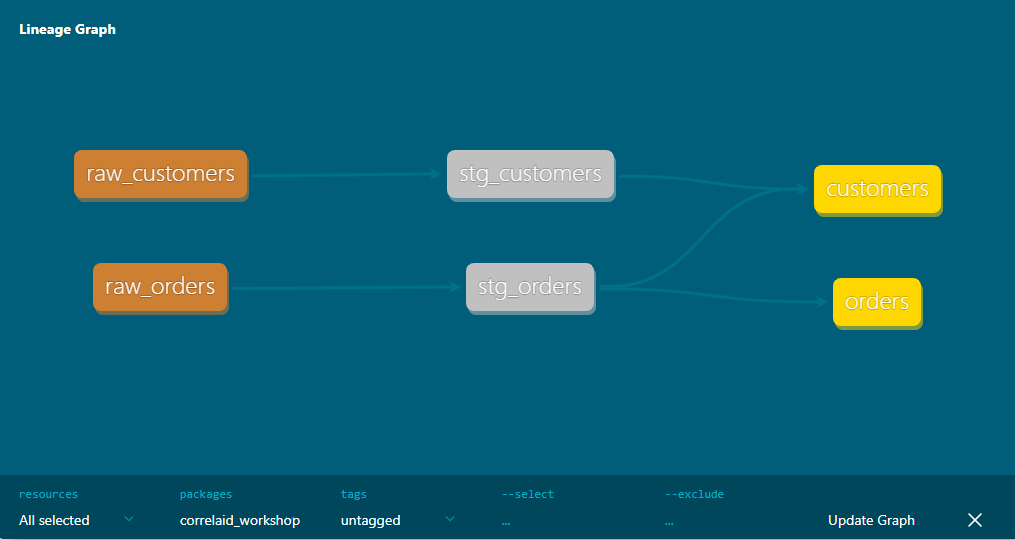 Lineage Graph
raw_customers
stg_customers
customers
raw_orders
stg_orders
orders
resources packages tags --select --exclude
All selected correlaid_workshop untagged ... ... Update Graph